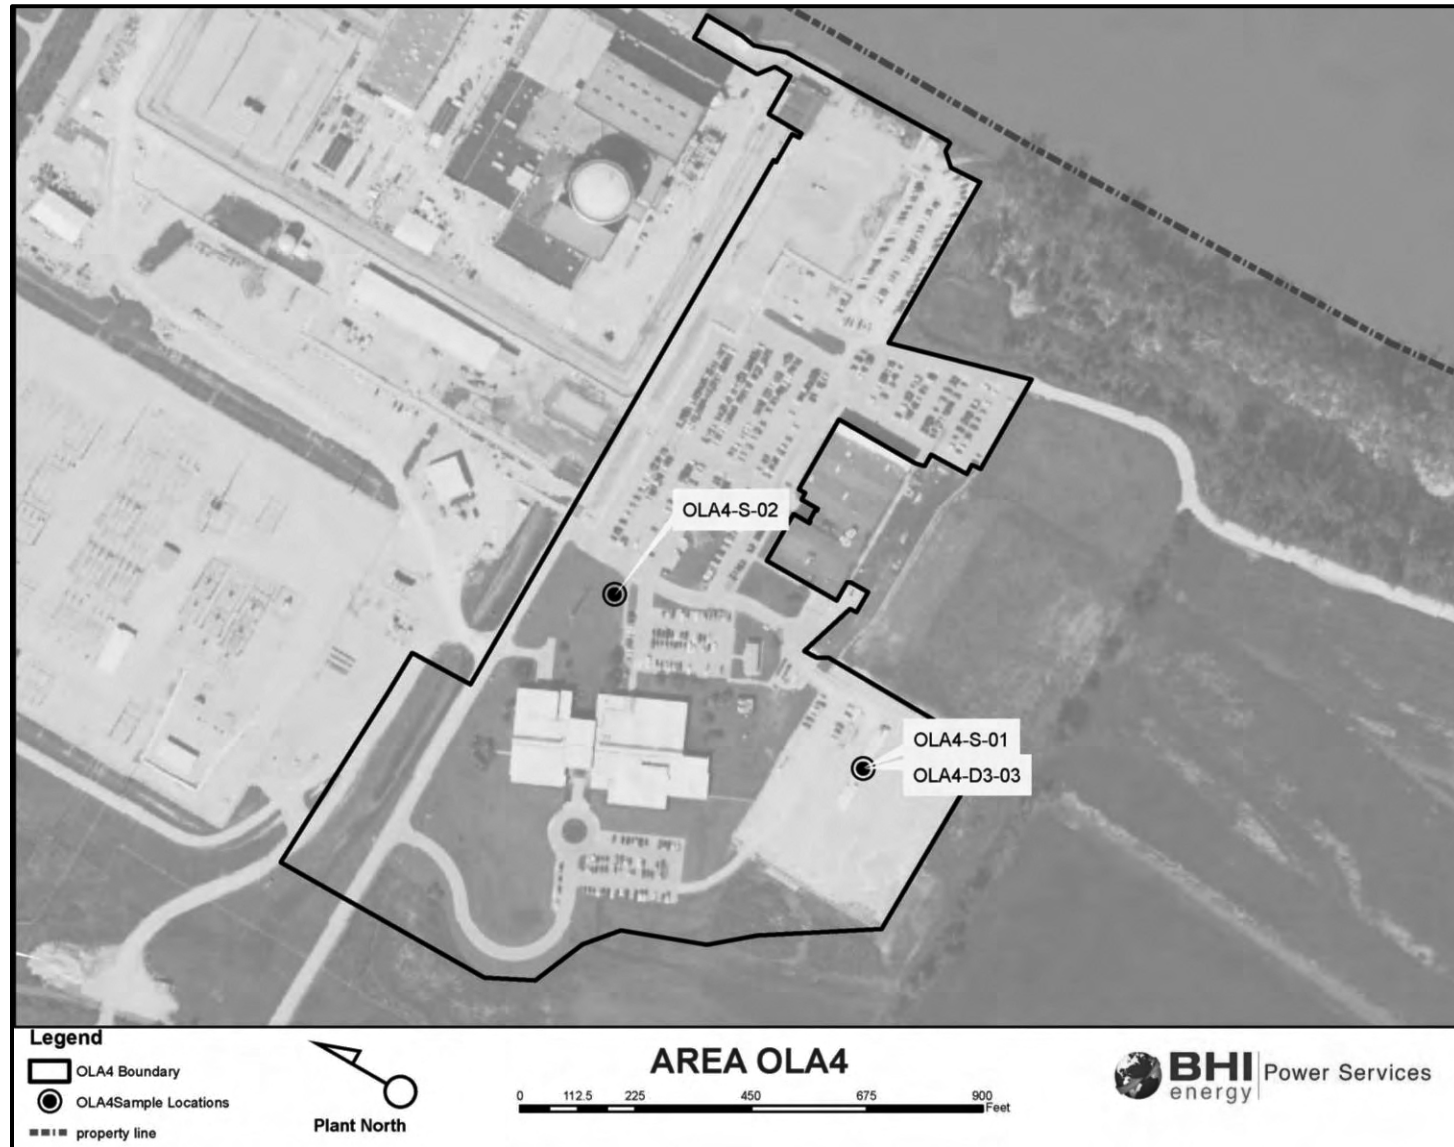 OLA4-S-02
OLA4-S-01
OLA4-D3-03
Legend
OLA4 Boundary
OLA4Sample Locations
property line
Plant North
AREA OLA4
0 112.5 225 450 675 900
Feet
BHI
energy
Power Services